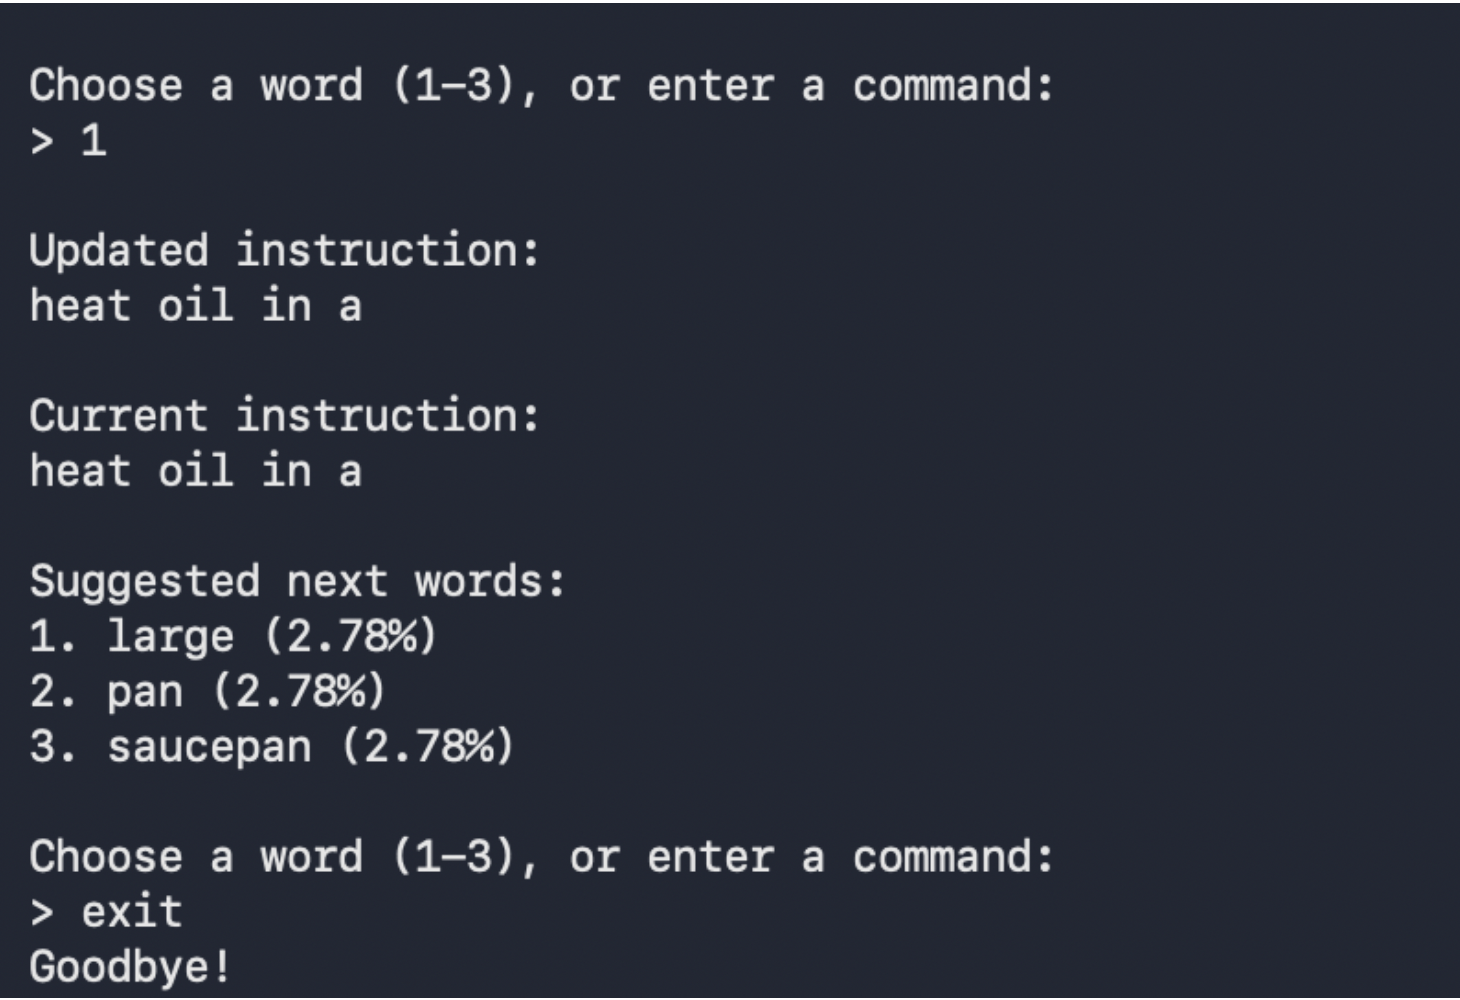 Choose a word (1–3), or enter a command:
> 1
Updated instruction:
heat oil in a
Current instruction:
heat oil in a
Suggested next words:
1. large (2.78%)
2. pan (2.78%)
3. saucepan (2.78%)
Choose a word (1–3), or enter a command:
> exit
Goodbye!